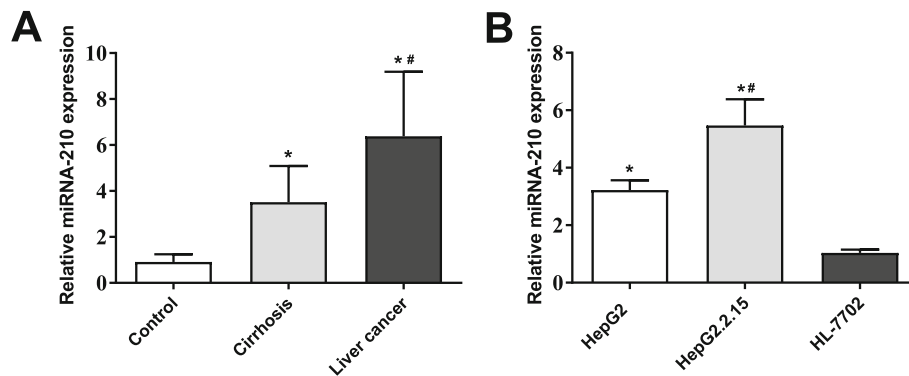 A
Relative miRNA-210 expression
10
8
6
4
2
0
*
* #
Control
Cirrhosis
Liver cancer
B
Relative miRNA-210 expression
8
6
4
2
0
*
*#
HepG2
HepG2.2.15
HL-7702